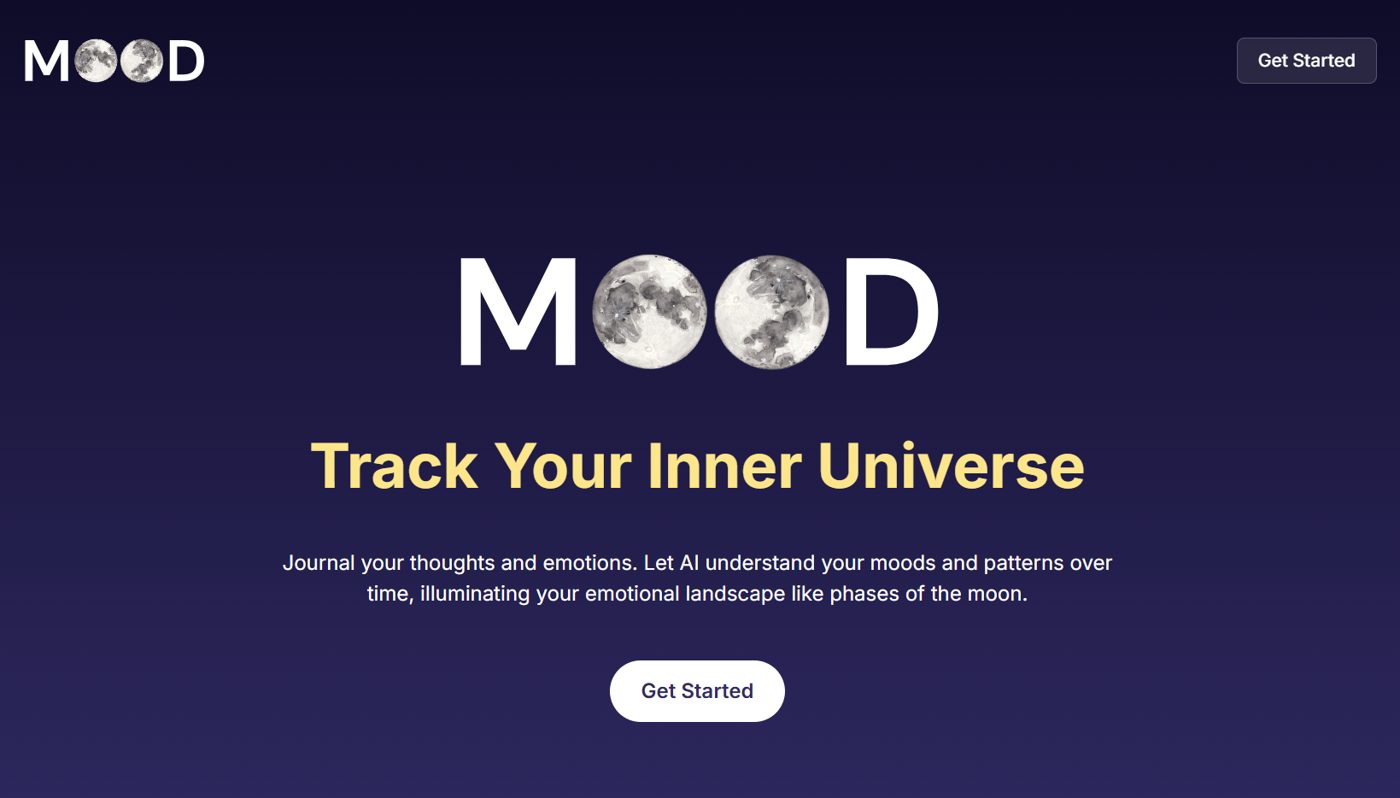 MOOD
Get Started
MOOD
Track Your Inner Universe
Journal your thoughts and emotions. Let AI understand your moods and patterns over
time, illuminating your emotional landscape like phases of the moon.
Get Started